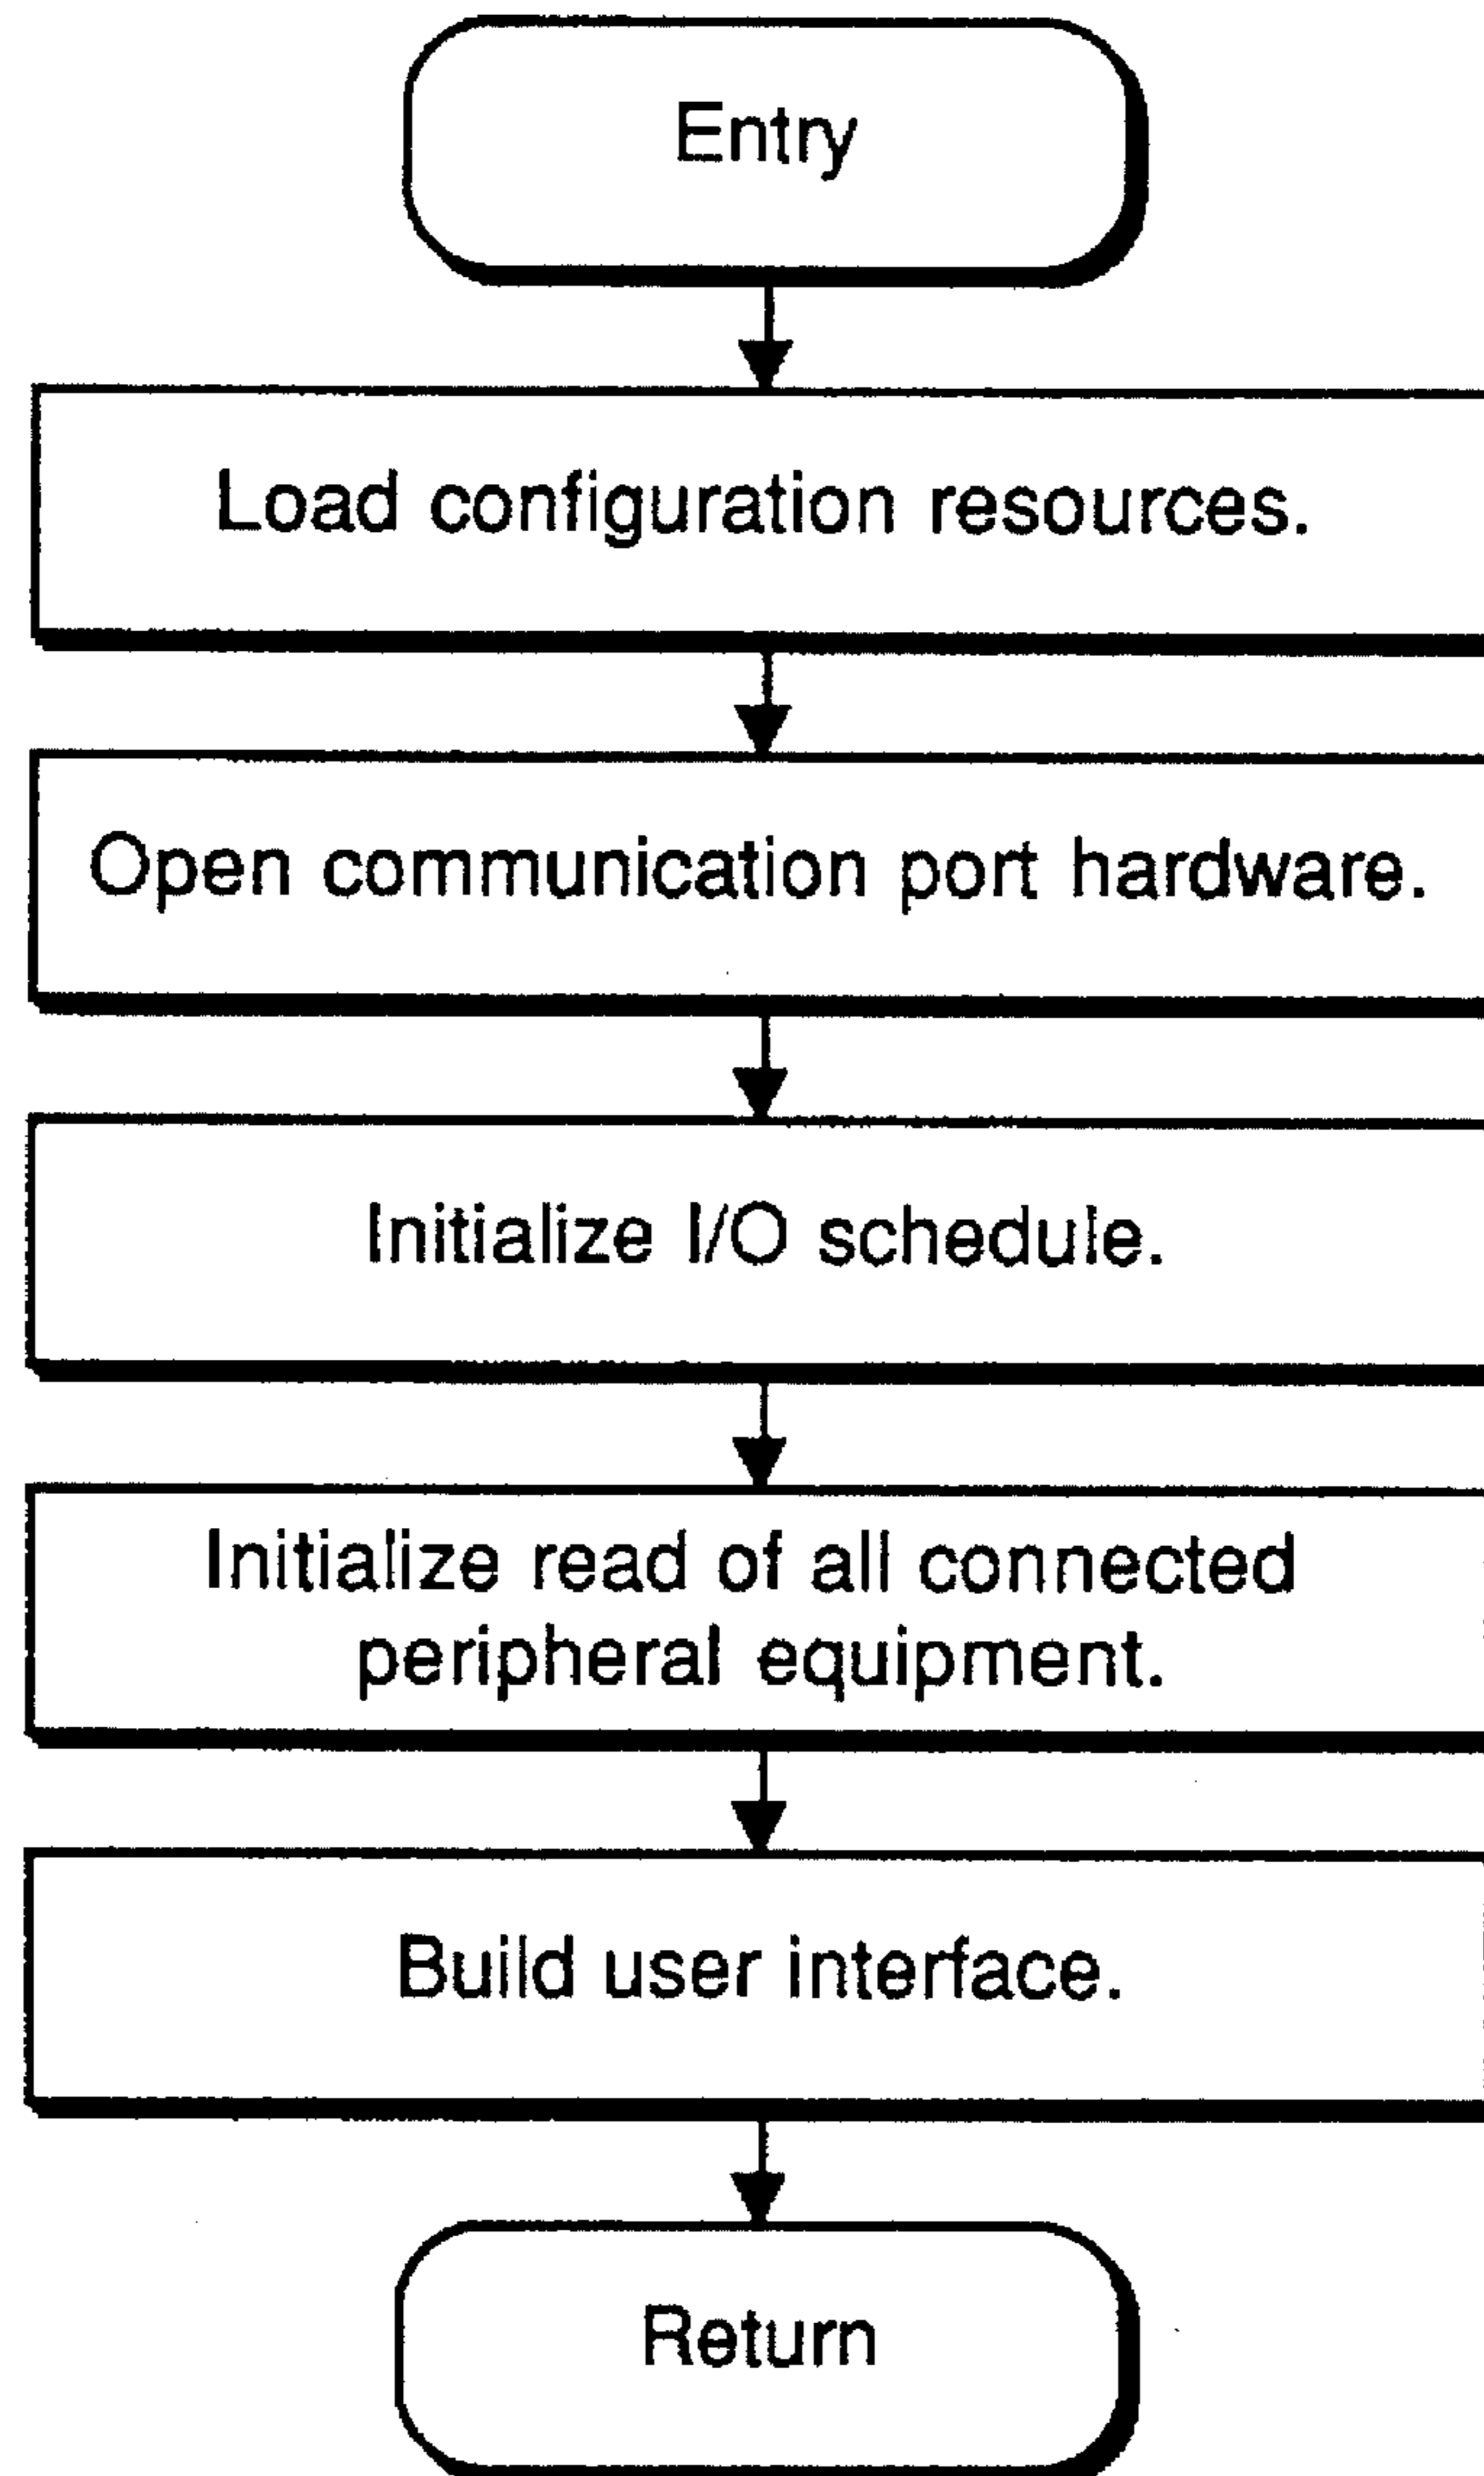 Entry
Load configuration resources.
Open communication port hardware.
Initialize I/O schedule.
Initialize read of all connected
peripheral equipment.
Build user interface.
Return